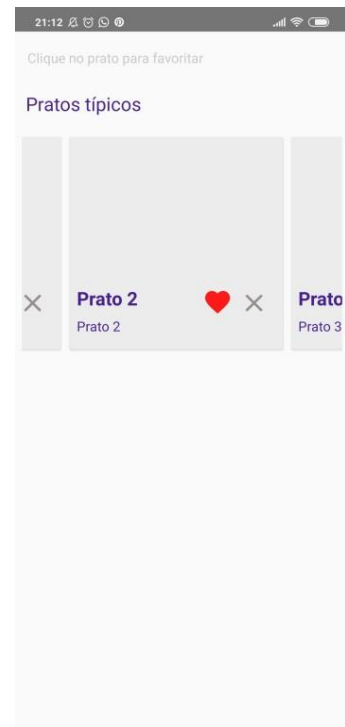 21:12
Clique no prato para favoritar
Pratos típicos
Prato 2
Prato 2
Prato
Prato 3